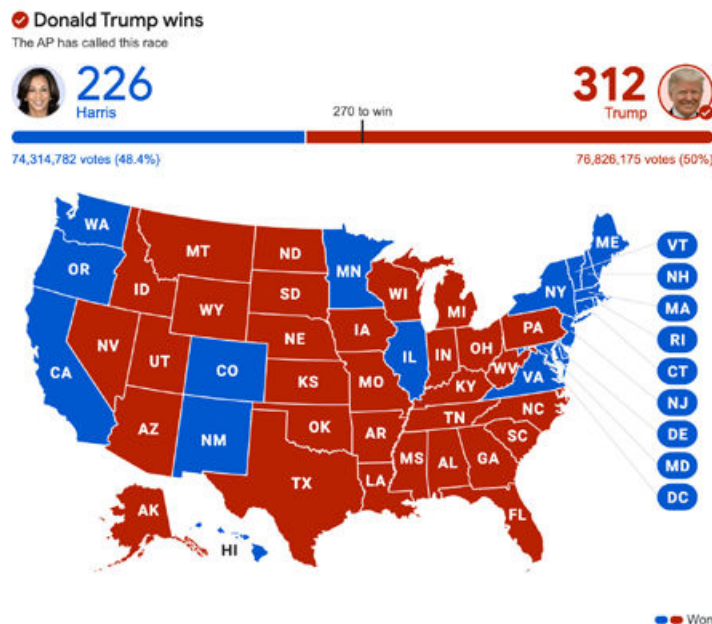 Donald Trump wins
The AP has called this race
226
Harris
270 to win
312
Trump
74,314,782 votes (48.4%)
76,826,175 votes (50%)
WA
MT
ND
MN
ME
VT
OR
ID
SD
WI
NY
NH
WY
MI
MA
IA
PA
RI
NE
NV
IL
IN
OH
CT
UT
CO
CA
KS
MO
WV
VA
NJ
KY
DE
AZ
NM
OK
AR
TN
NC
MD
SC
MS
AL
GA
DC
TX
LA
AK
HI
FL
Won